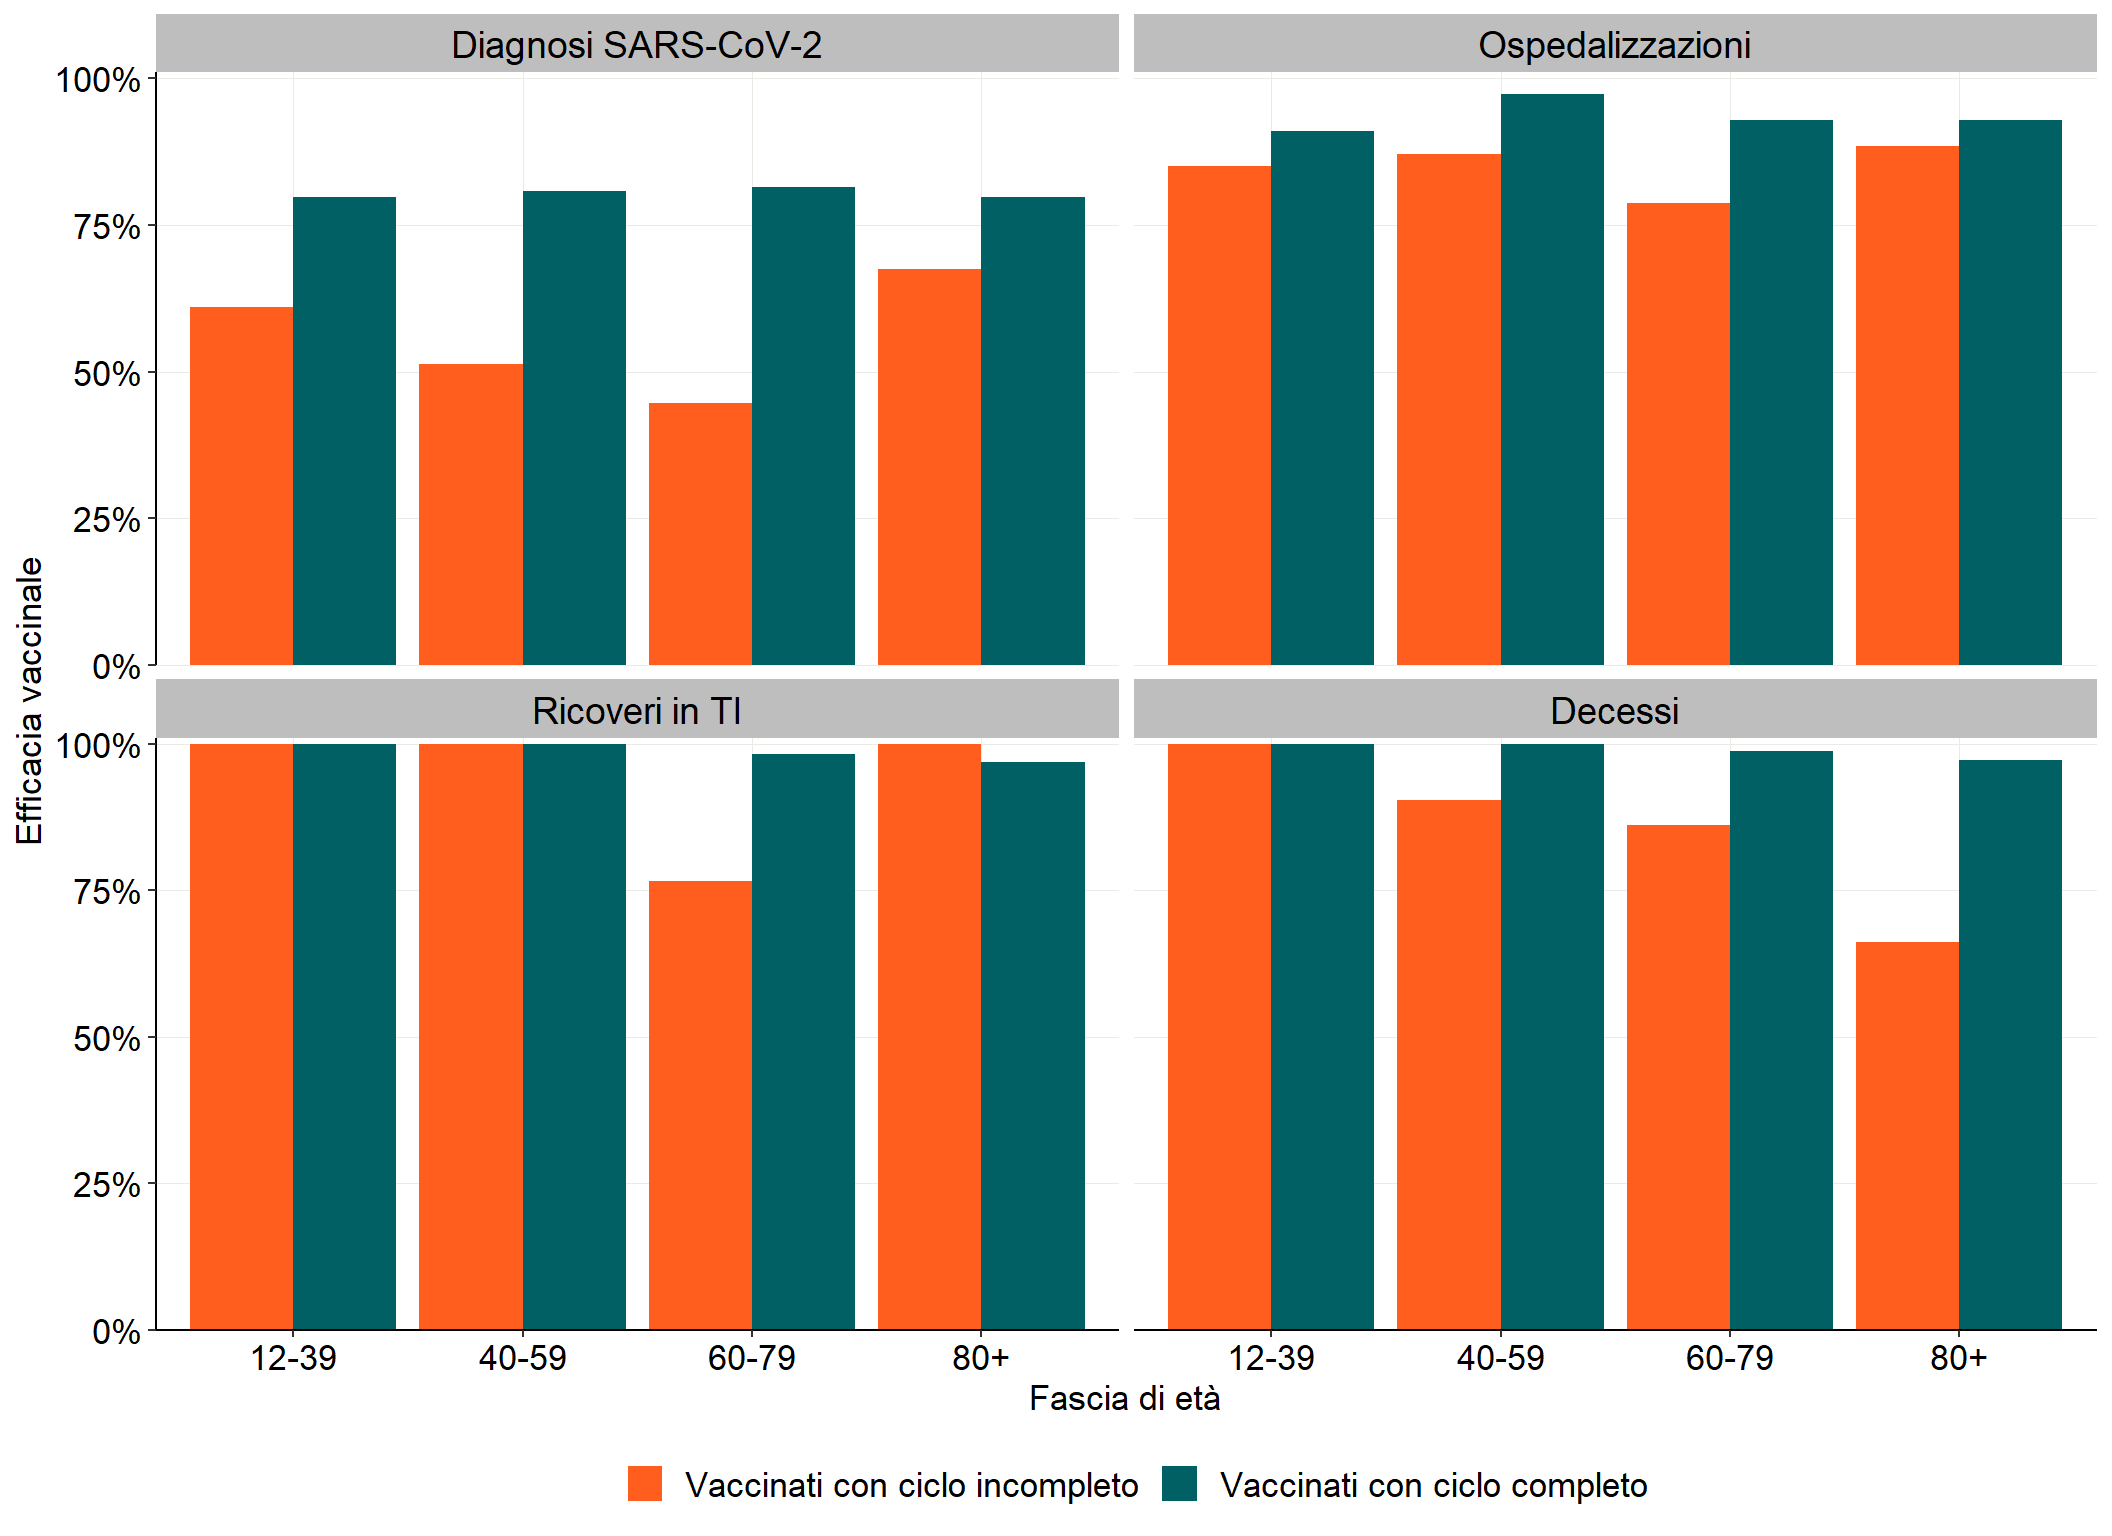 Diagnosi SARS-CoV-2
Ospedalizzazioni
100%
75%
50%
25%
0%
Efficacia vaccinale
Ricoveri in TI
Decessi
100%
75%
50%
25%
0%
12-39
40-59
60-79
80+
12-39
40-59
60-79
80+
Fascia di età
Vaccinati con ciclo incompleto
Vaccinati con ciclo completo